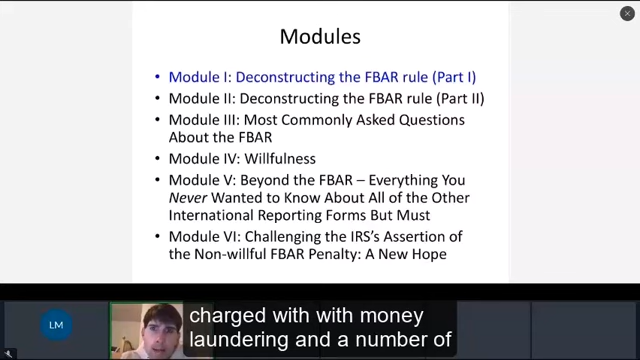 Modules
• Module I: Deconstructing the FBAR rule (Part I)
• Module II: Deconstructing the FBAR rule (Part II)
• Module III: Most Commonly Asked Questions
About the FBAR
• Module IV: Willfulness
• Module V: Beyond the FBAR – Everything You
Never Wanted to Know About All of the Other
International Reporting Forms But Must
• Module VI: Challenging the IRS's Assertion of
the Non-willful FBAR Penalty: A New Hope
LM
charged with with money
laundering and a number of